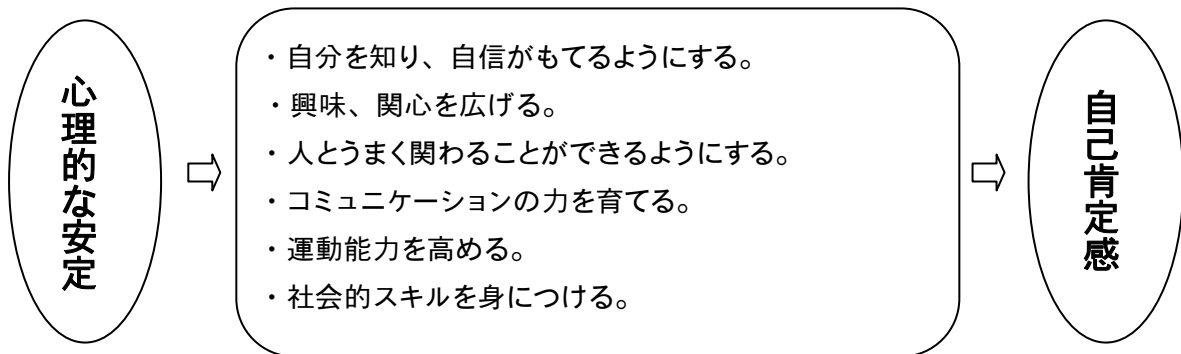 心理的な安定
⇨
・自分を知り、自信がもてるようにする。
・興味、関心を広げる。
・人とうまく関わることができるようにする。
・コミュニケーションの力を育てる。
・運動能力を高める。
・社会的スキルを身につける。
⇨
自己肯定感